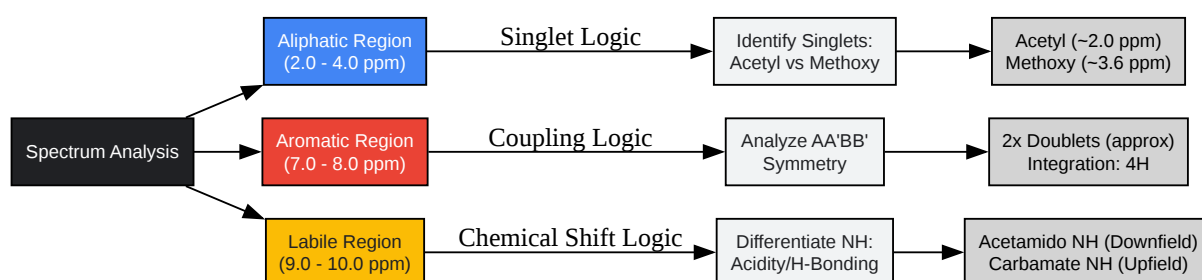 Spectrum Analysis
Aliphatic Region
(2.0 - 4.0 ppm)
Singlet Logic
Identify Singlets:
Acetyl vs Methoxy
Acetyl (~2.0 ppm)
Methoxy (~3.6 ppm)
Aromatic Region
(7.0 - 8.0 ppm)
Coupling Logic
Analyze AA'BB'
Symmetry
2x Doublets (approx)
Integration: 4H
Labile Region
(9.0 - 10.0 ppm)
Chemical Shift Logic
Differentiate NH:
Acidity/H-Bonding
Acetamido NH (Downfield)
Carbamate NH (Upfield)